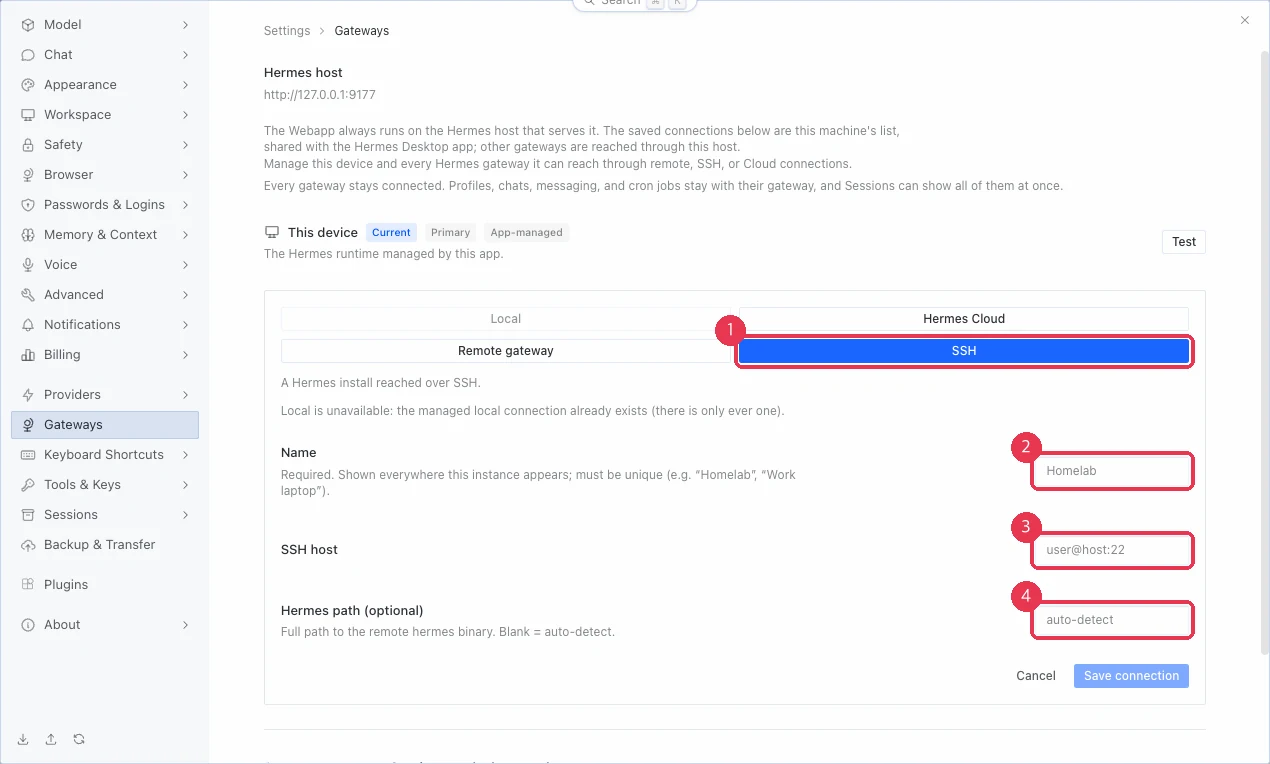 Search
⌘ K
Model
Chat
Appearance
Workspace
Safety
Browser
Passwords & Logins
Memory & Context
Voice
Advanced
Notifications
Billing
Providers
Gateways
Keyboard Shortcuts
Tools & Keys
Sessions
Backup & Transfer
Plugins
About
Settings > Gateways
Hermes host
http://127.0.0.1:9177
The Webapp always runs on the Hermes host that serves it. The saved connections below are this machine's list,
shared with the Hermes Desktop app; other gateways are reached through this host.
Manage this device and every Hermes gateway it can reach through remote, SSH, or Cloud connections.
Every gateway stays connected. Profiles, chats, messaging, and cron jobs stay with their gateway, and Sessions can show all of them at once.
This device Current Primary App-managed
The Hermes runtime managed by this app.
Test
Local
Hermes Cloud
Remote gateway
1
SSH
A Hermes install reached over SSH.
Local is unavailable: the managed local connection already exists (there is only ever one).
Name
Required. Shown everywhere this instance appears; must be unique (e.g. “Homelab”, “Work
laptop”).
2
Homelab
SSH host
3
user@host:22
Hermes path (optional)
Full path to the remote hermes binary. Blank = auto-detect.
4
auto-detect
Cancel
Save connection